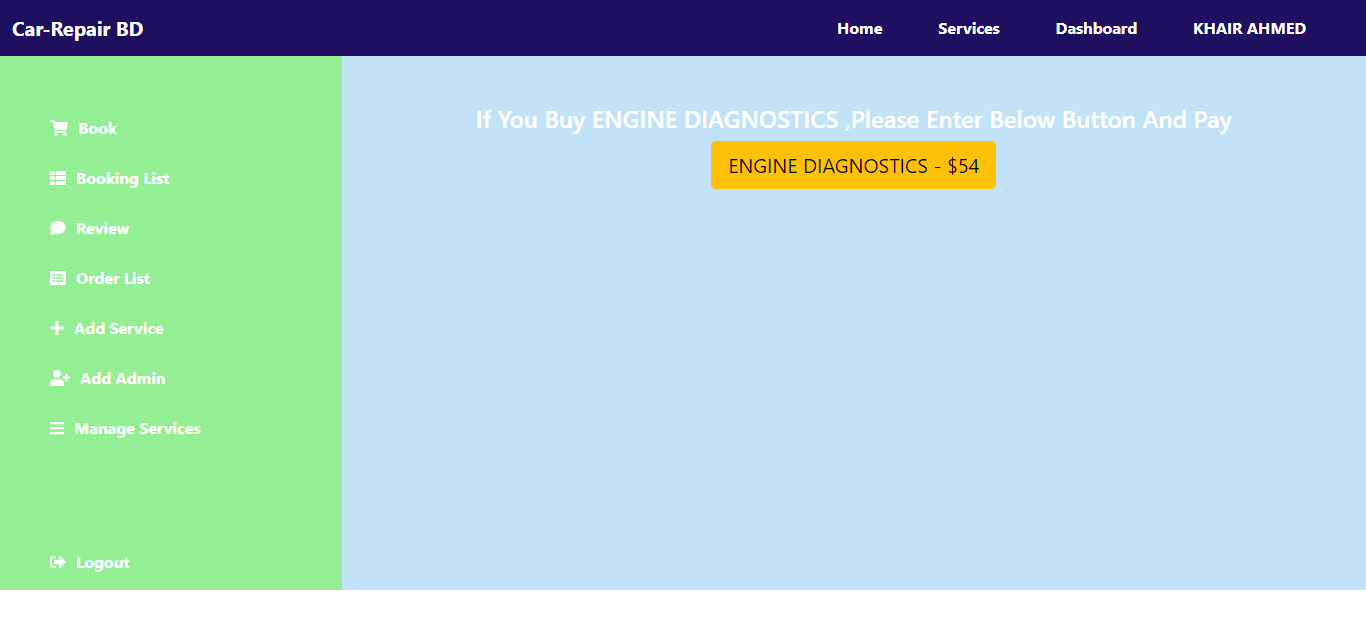 Car-Repair BD
Home Services Dashboard KHAIR AHMED
Book
Booking List
Review
Order List
Add Service
Add Admin
Manage Services
Logout
If You Buy ENGINE DIAGNOSTICS ,Please Enter Below Button And Pay
ENGINE DIAGNOSTICS - $54